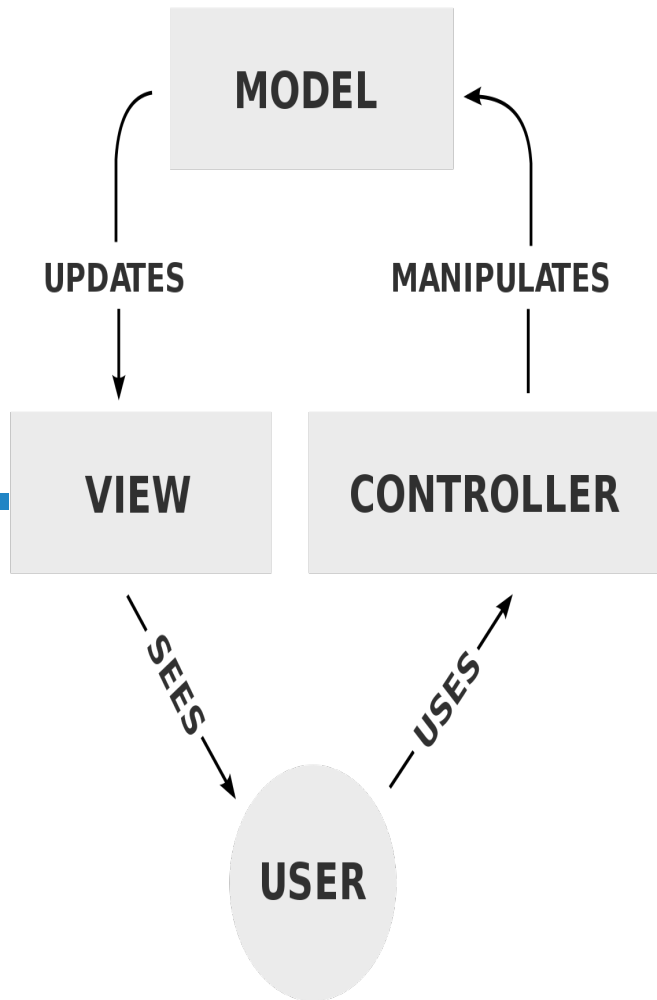 MODEL
UPDATES
MANIPULATES
VIEW
CONTROLLER
SEES
USES
USER